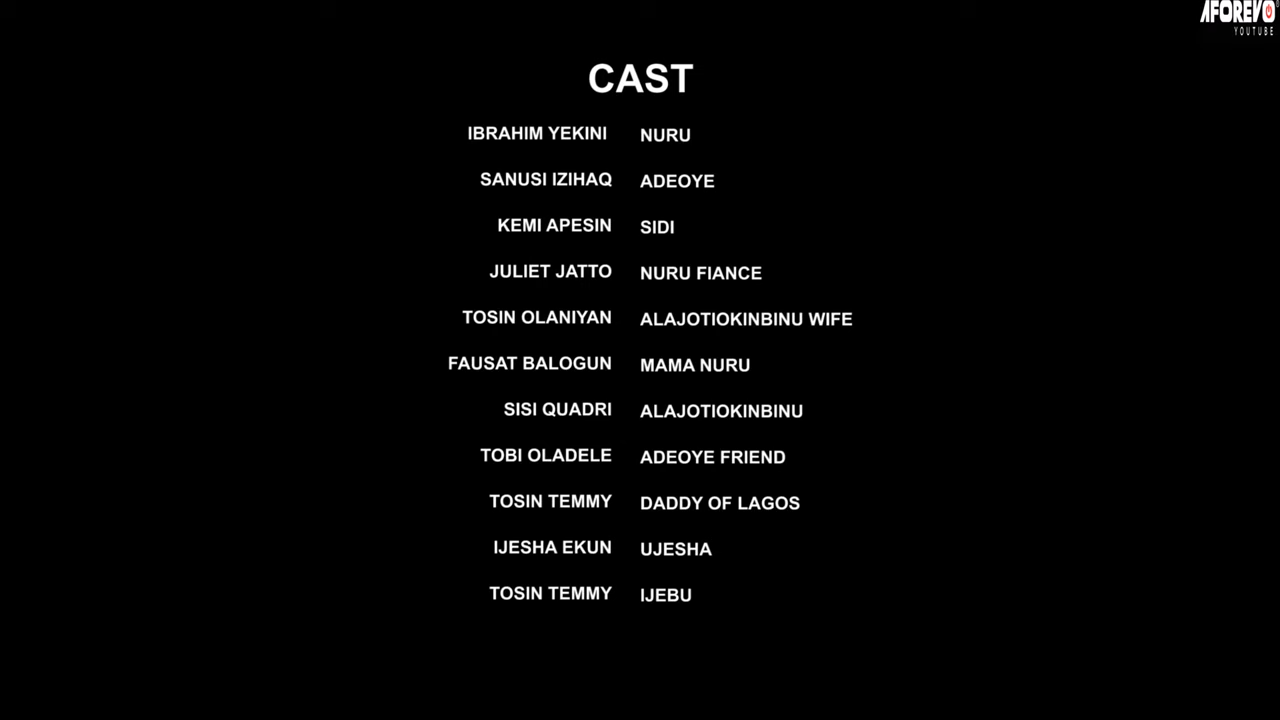 AFOREVO
YOUTUBE
CAST
IBRAHIM YEKINI NURU
SANUSI IZIHAQ ADEOYE
KEMI APESIN SIDI
JULIET JATTO NURU FIANCE
TOSIN OLANIYAN ALAJOTIOKINBINU WIFE
FAUSAT BALOGUN MAMA NURU
SISI QUADRI ALAJOTIOKINBINU
TOBI OLADELE ADEOYE FRIEND
TOSIN TEMMY DADDY OF LAGOS
IJESHA EKUN UJESHA
TOSIN TEMMY IJEBU